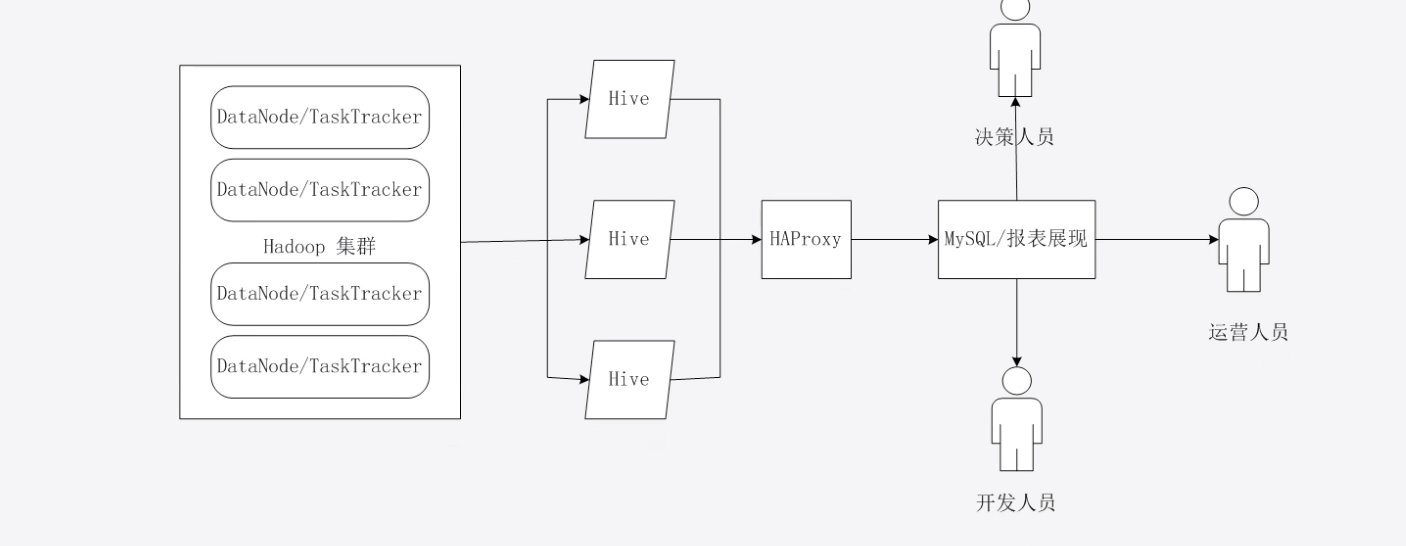 DataNode/TaskTracker
DataNode/TaskTracker
Hadoop 集群
DataNode/TaskTracker
DataNode/TaskTracker
Hive
Hive
Hive
HAProxy
MySQL/报表展现
决策人员
运营人员
开发人员